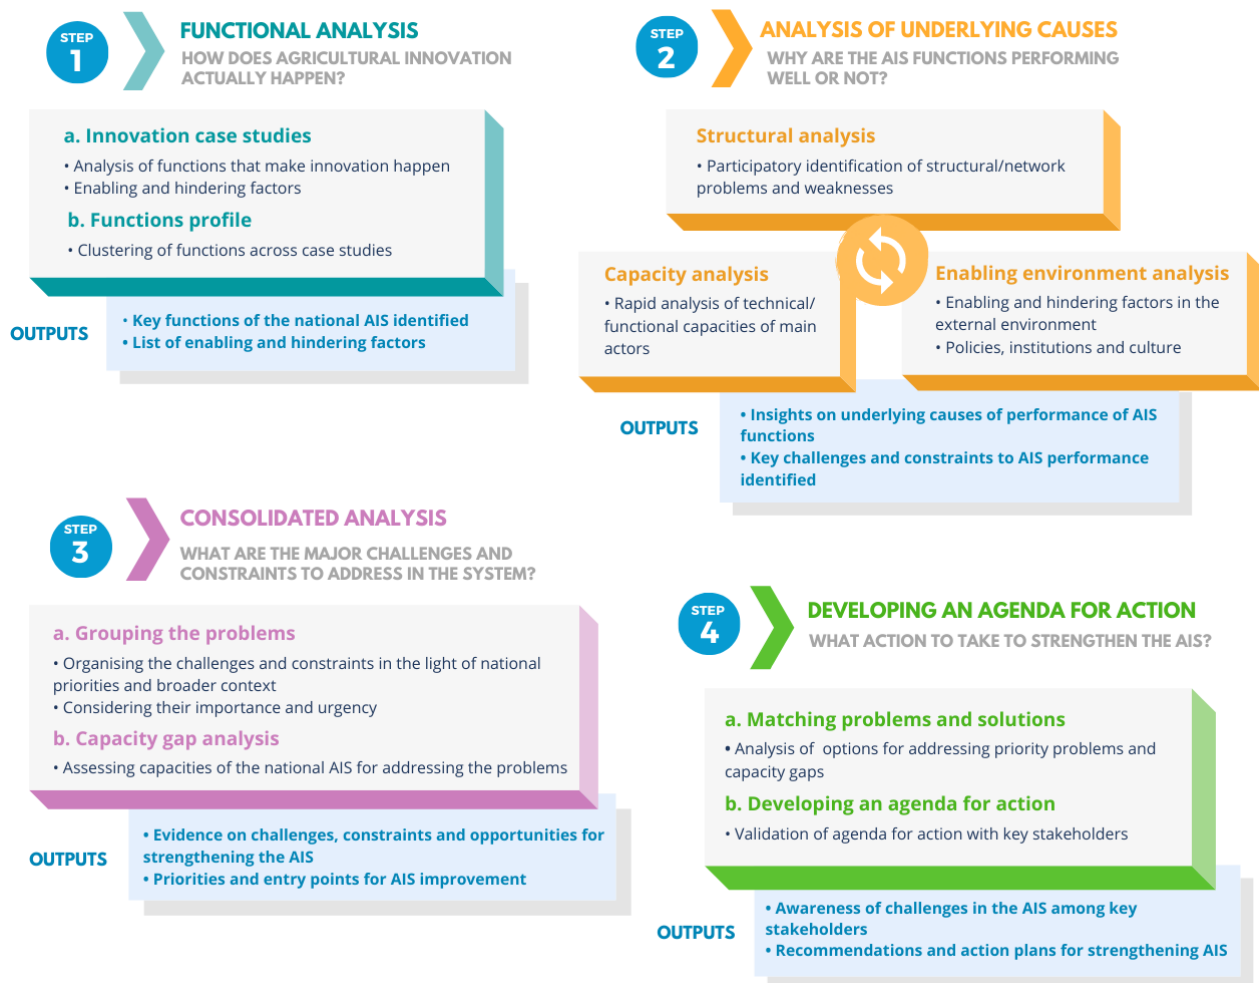 STEP
1
FUNCTIONAL ANALYSIS
HOW DOES AGRICULTURAL INNOVATION
ACTUALLY HAPPEN?
a. Innovation case studies
• Analysis of functions that make innovation happen
• Enabling and hindering factors
b. Functions profile
• Clustering of functions across case studies
OUTPUTS
• Key functions of the national AIS identified
• List of enabling and hindering factors
STEP
2
ANALYSIS OF UNDERLYING CAUSES
WHY ARE THE AIS FUNCTIONS PERFORMING
WELL OR NOT?
Structural analysis
• Participatory identification of structural/network
problems and weaknesses
Capacity analysis
• Rapid analysis of technical/
functional capacities of main
actors
Enabling environment analysis
• Enabling and hindering factors in the
external environment
• Policies, institutions and culture
OUTPUTS
• Insights on underlying causes of performance of AIS
functions
• Key challenges and constraints to AIS performance
identified
STEP
3
CONSOLIDATED ANALYSIS
WHAT ARE THE MAJOR CHALLENGES AND
CONSTRAINTS TO ADDRESS IN THE SYSTEM?
a. Grouping the problems
• Organising the challenges and constraints in the light of national
priorities and broader context
• Considering their importance and urgency
b. Capacity gap analysis
• Assessing capacities of the national AIS for addressing the problems
OUTPUTS
• Evidence on challenges, constraints and opportunities for
strengthening the AIS
• Priorities and entry points for AIS improvement
STEP
4
DEVELOPING AN AGENDA FOR ACTION
WHAT ACTION TO TAKE TO STRENGTHEN THE AIS?
a. Matching problems and solutions
• Analysis of options for addressing priority problems and
capacity gaps
b. Developing an agenda for action
• Validation of agenda for action with key stakeholders
OUTPUTS
• Awareness of challenges in the AIS among key
stakeholders
• Recommendations and action plans for strengthening AIS